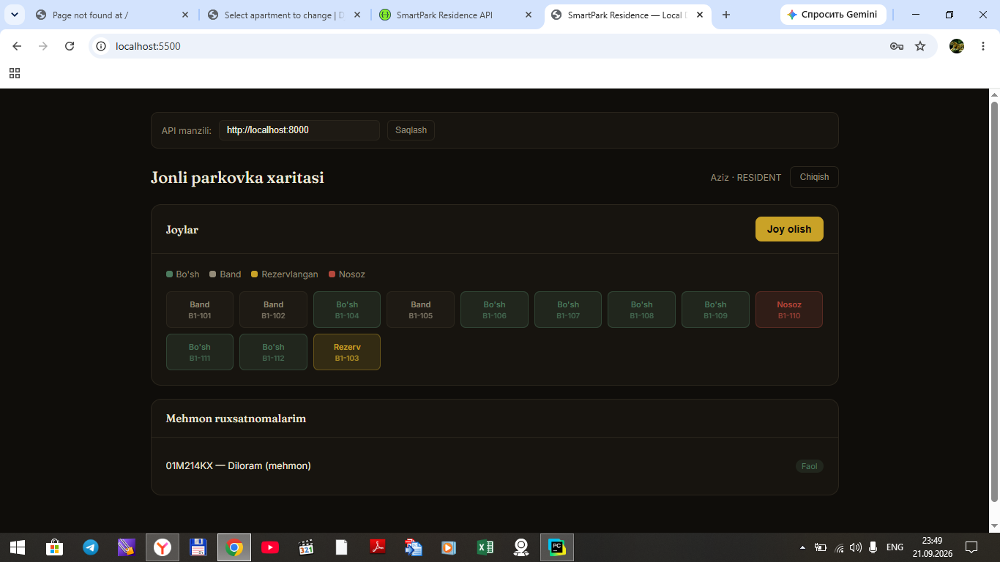 Page not found at /
Select apartment to change | D
SmartPark Residence API
SmartPark Residence — Local D
Спросить Gemini
localhost:5500
API manzili:
http://localhost:8000
Saqlash
Jonli parkovka xaritasi
Aziz · RESIDENT
Chiqish
Joylar
Joy olish
Bo'sh
Band
Rezervlangan
Nosoz
Band
B1-101
Band
B1-102
Bo'sh
B1-104
Band
B1-105
Bo'sh
B1-106
Bo'sh
B1-107
Bo'sh
B1-108
Bo'sh
B1-109
Nosoz
B1-110
Bo'sh
B1-111
Bo'sh
B1-112
Rezerv
B1-103
Mehmon ruxsatnomalarim
01M214KX — Diloram (mehmon)
Faol
321
PC
ENG
23:49
21.09.2026